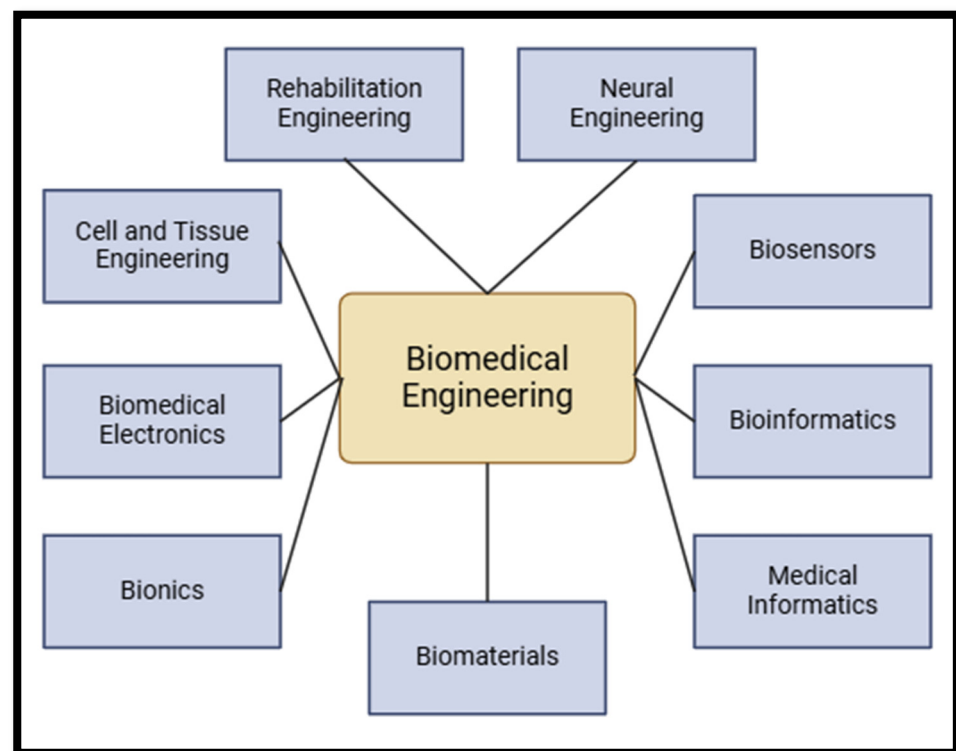 Rehabilitation
Engineering
Neural
Engineering
Cell and Tissue
Engineering
Biosensors
Biomedical
Engineering
Biomedical
Electronics
Bioinformatics
Bionics
Medical
Informatics
Biomaterials